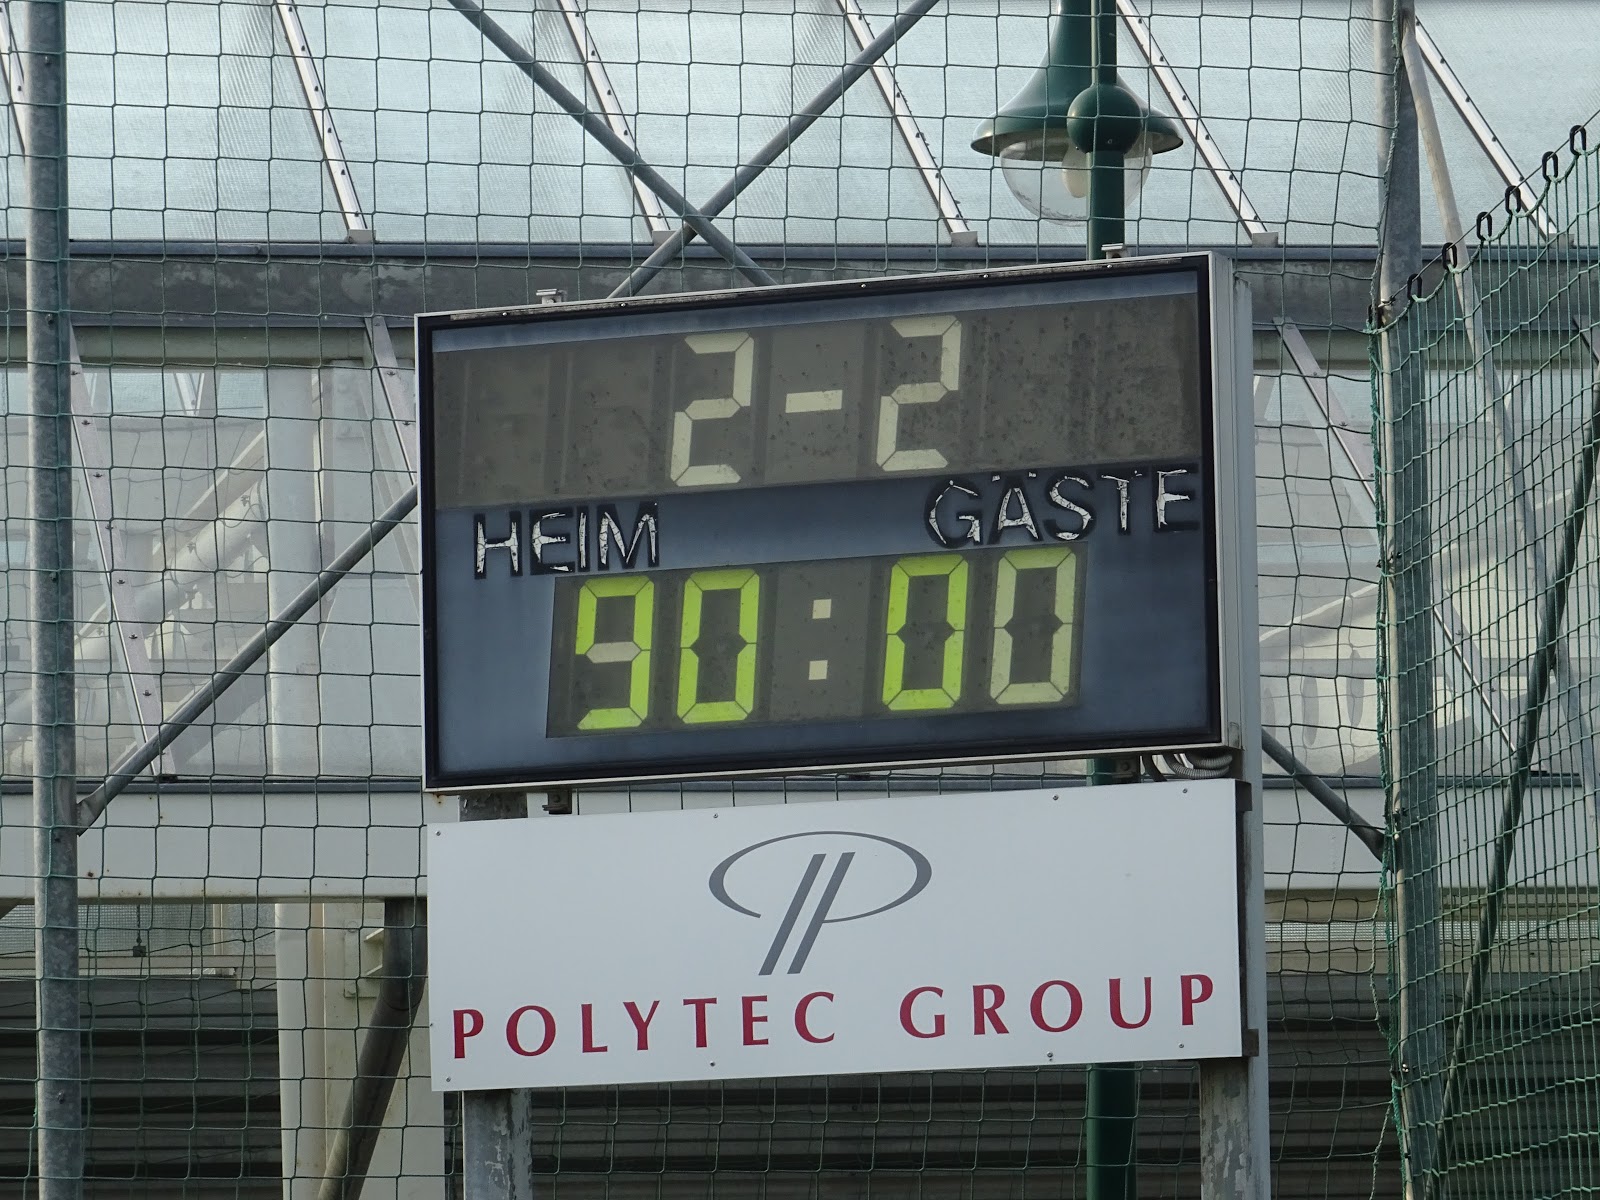 2-2
HEIM GÄSTE
90:00
POLYTEC GROUP